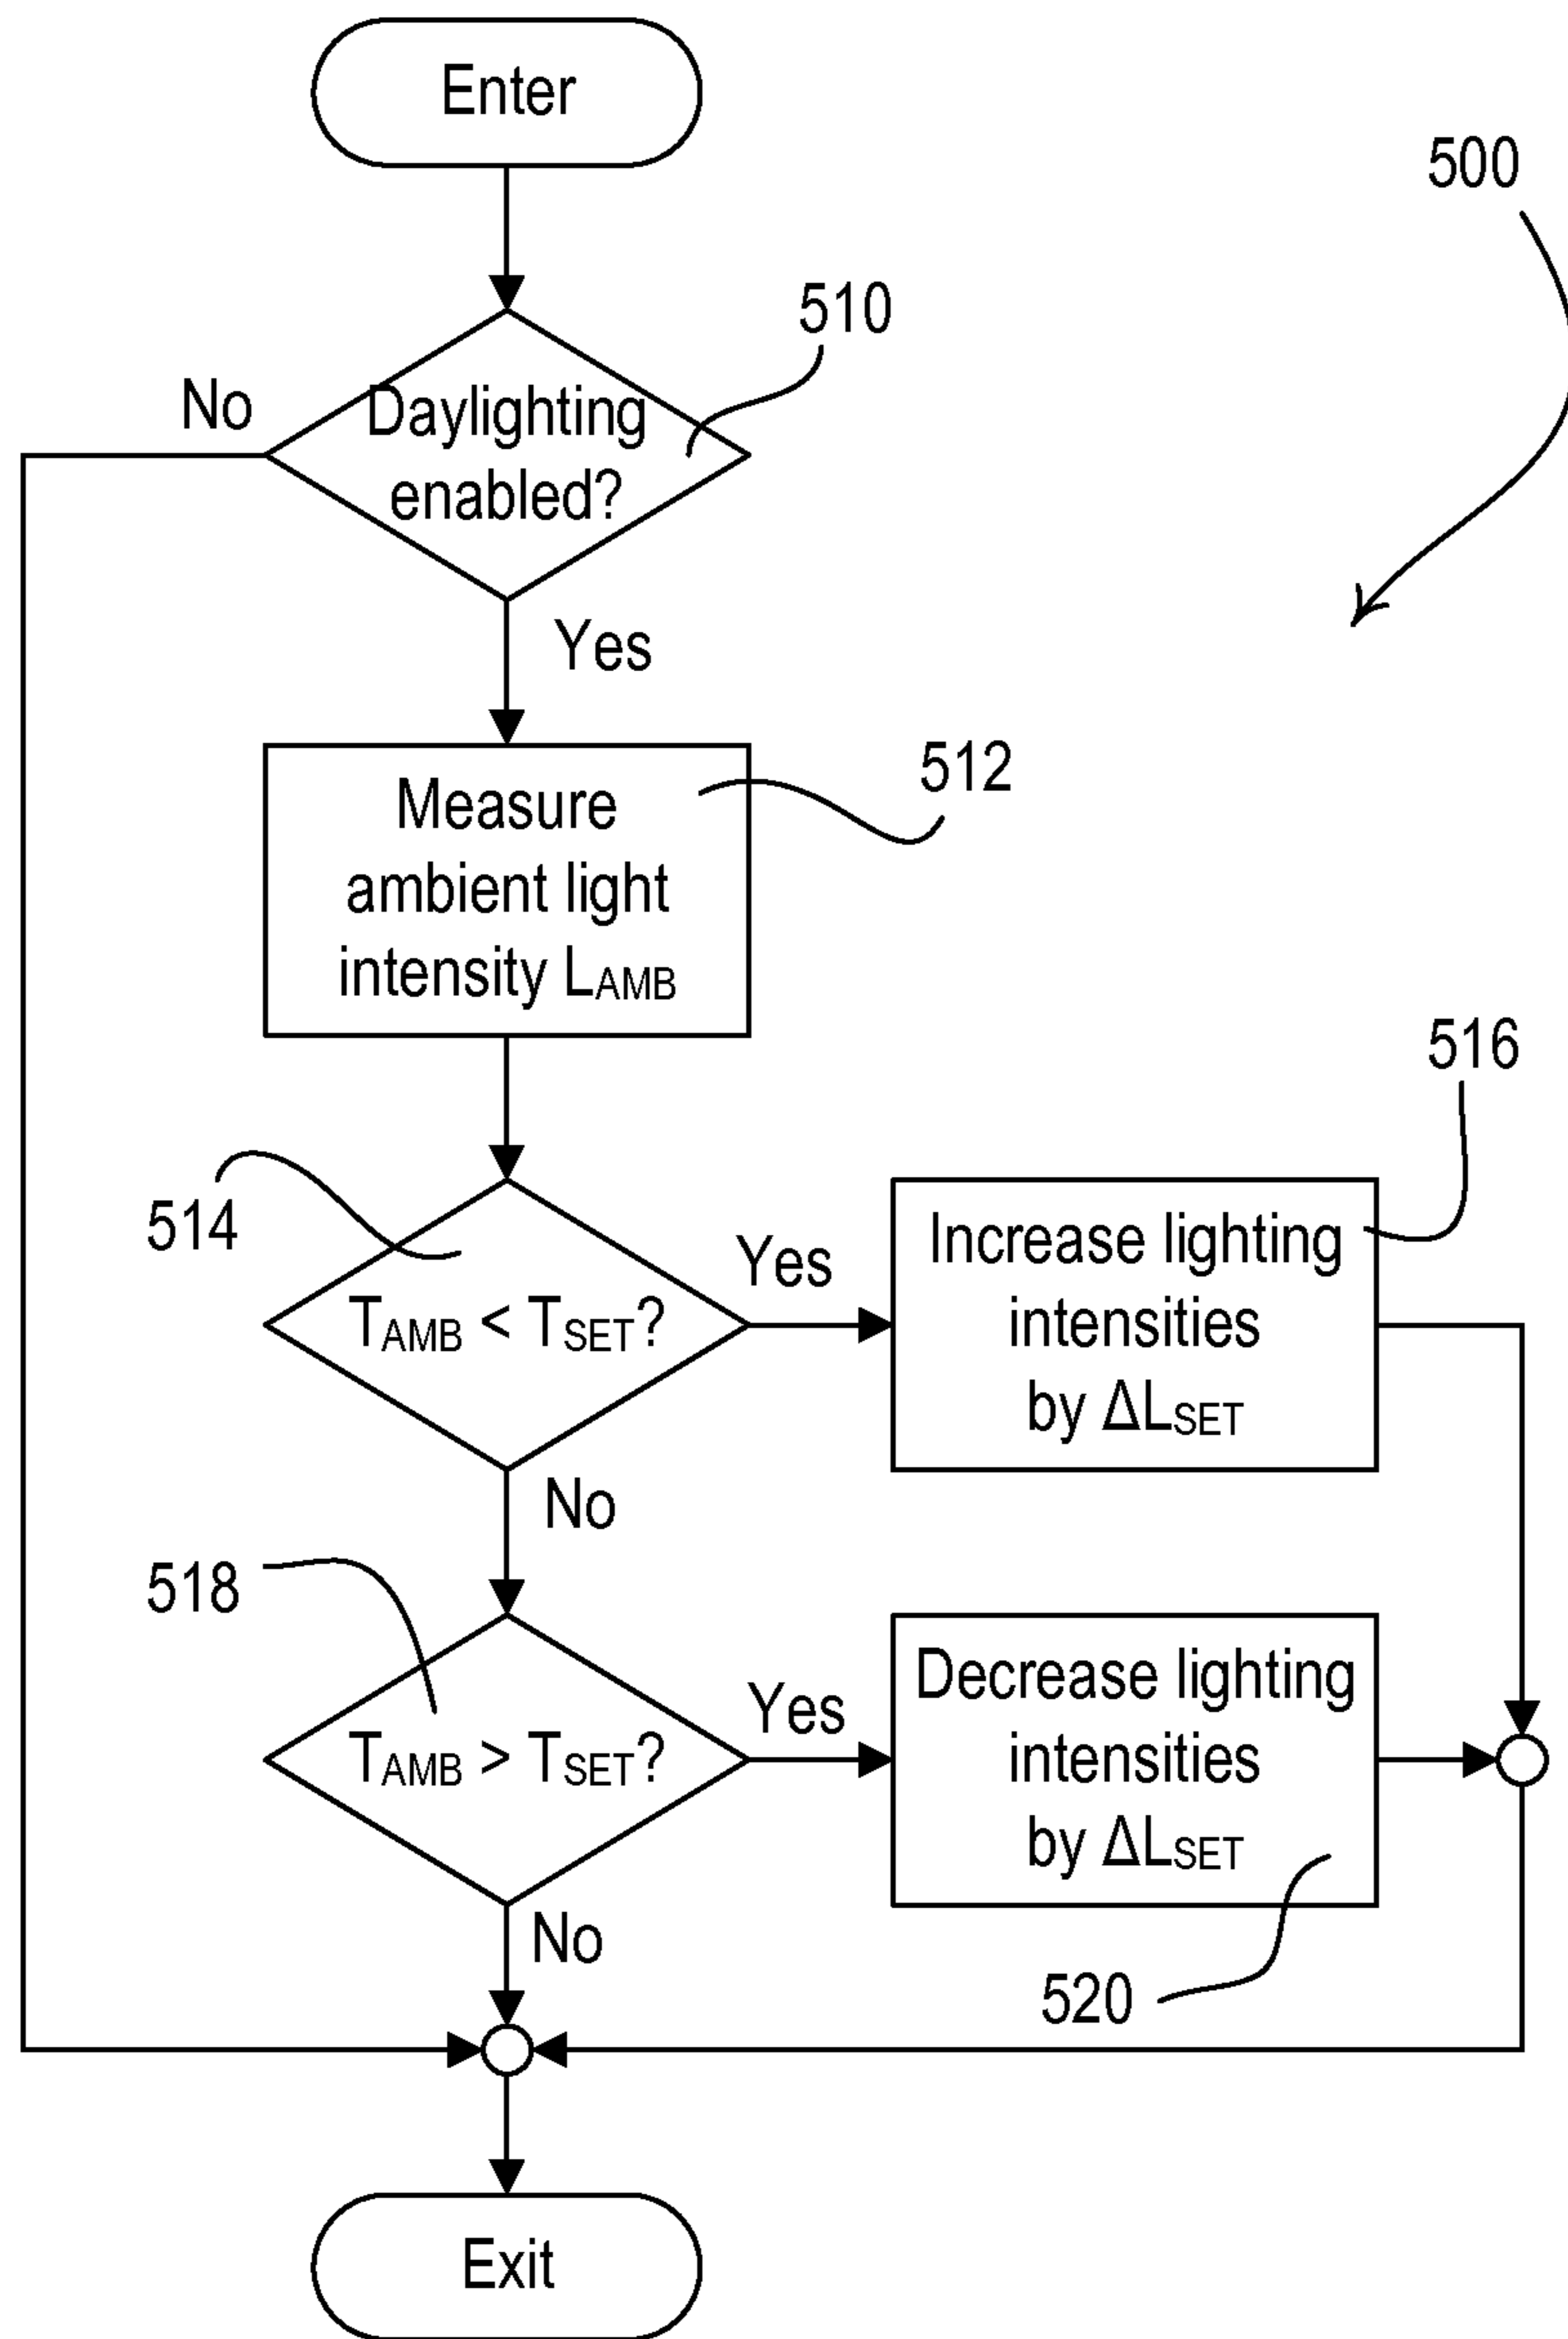 Enter
500
510
No
Daylighting
enabled?
Yes
512
Measure
ambient light
intensity LAMB
516
514
Yes
Increase lighting
intensities
by ΔLSET
TAMB < TSET?
No
518
Yes
Decrease lighting
intensities
by ΔLSET
TAMB > TSET?
No
520
Exit